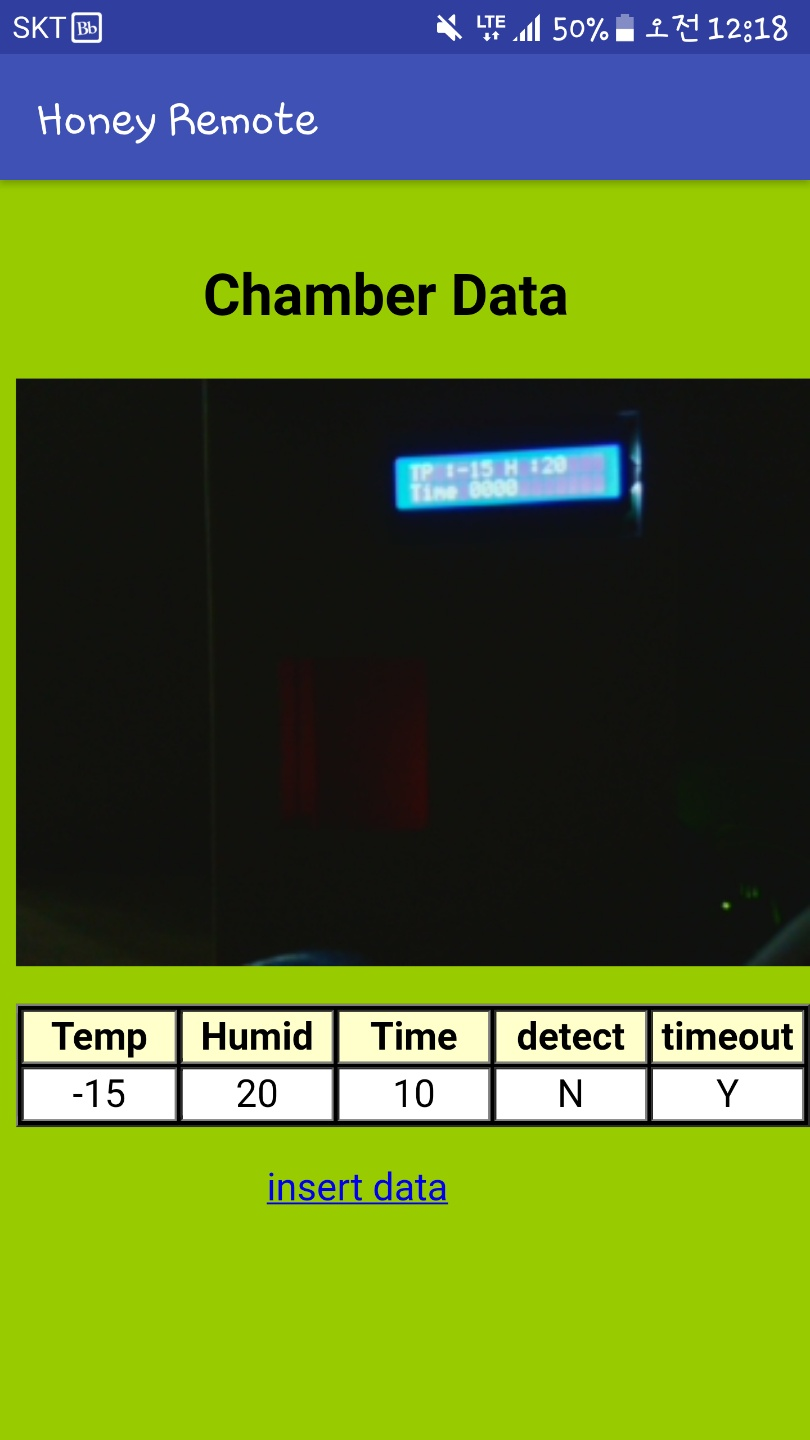 SKT Bb LTE 50% 오전 12:18
Honey Remote
Chamber Data
TP :-15 H :20
Time 0000
Temp Humid Time detect timeout
-15 20 10 N Y
insert data